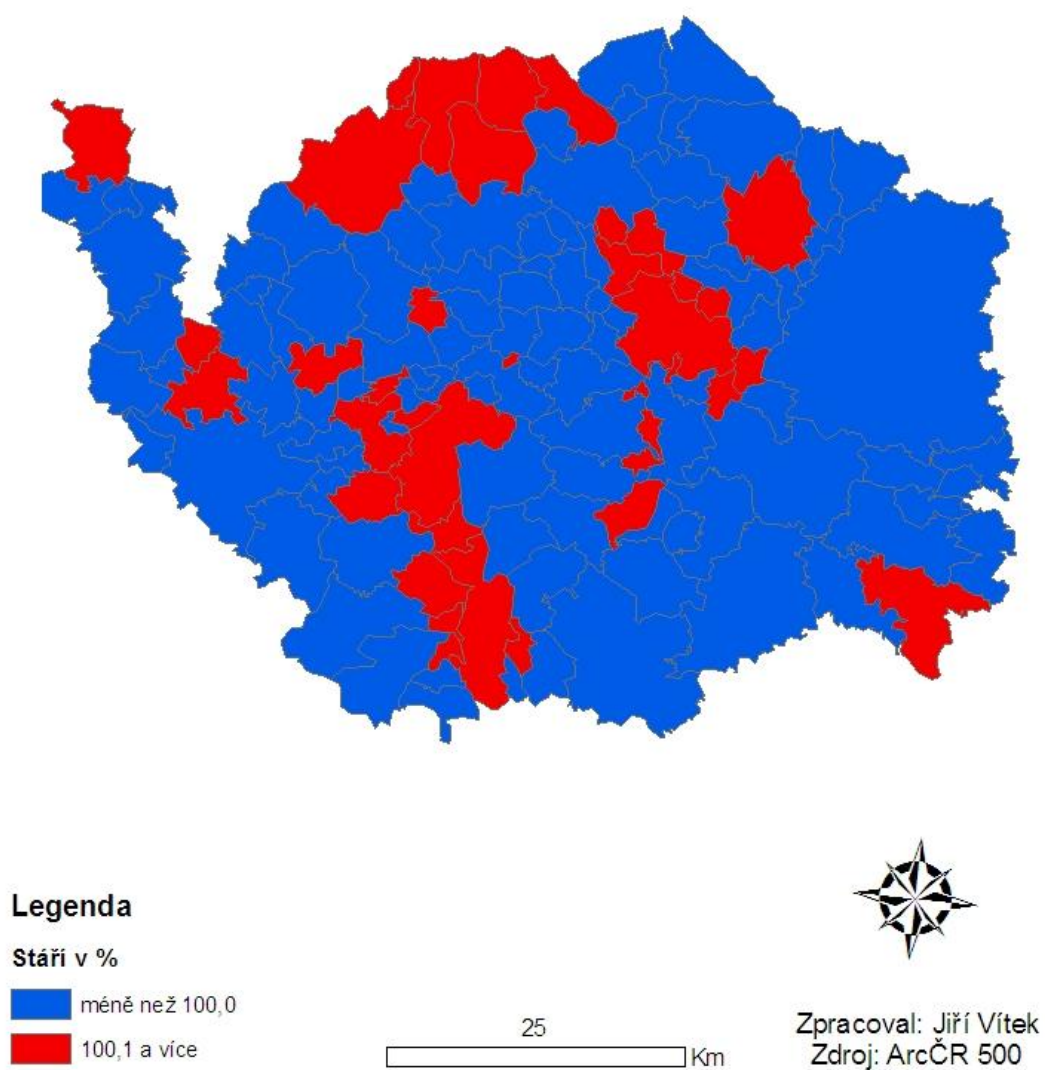 Legenda
Stáří v %
méně než 100,0
100,1 a více
25
Km
Zpracoval: Jiří Vítek
Zdroj: ArcČR 500